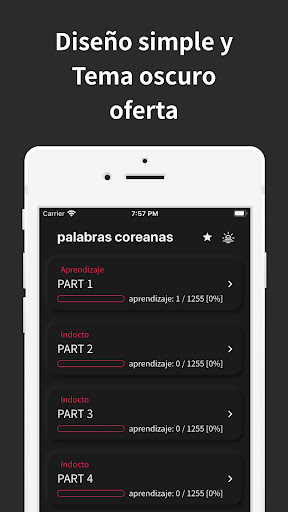 Diseño simple y
Tema oscuro
oferta
Carrier 7:57 PM
palabras coreanas
Aprendizaje
PART 1
aprendizaje: 1 / 1255 [0%]
Indocto
PART 2
aprendizaje: 0 / 1255 [0%]
Indocto
PART 3
aprendizaje: 0 / 1255 [0%]
Indocto
PART 4
aprendizaje: 0 / 1255 [0%]